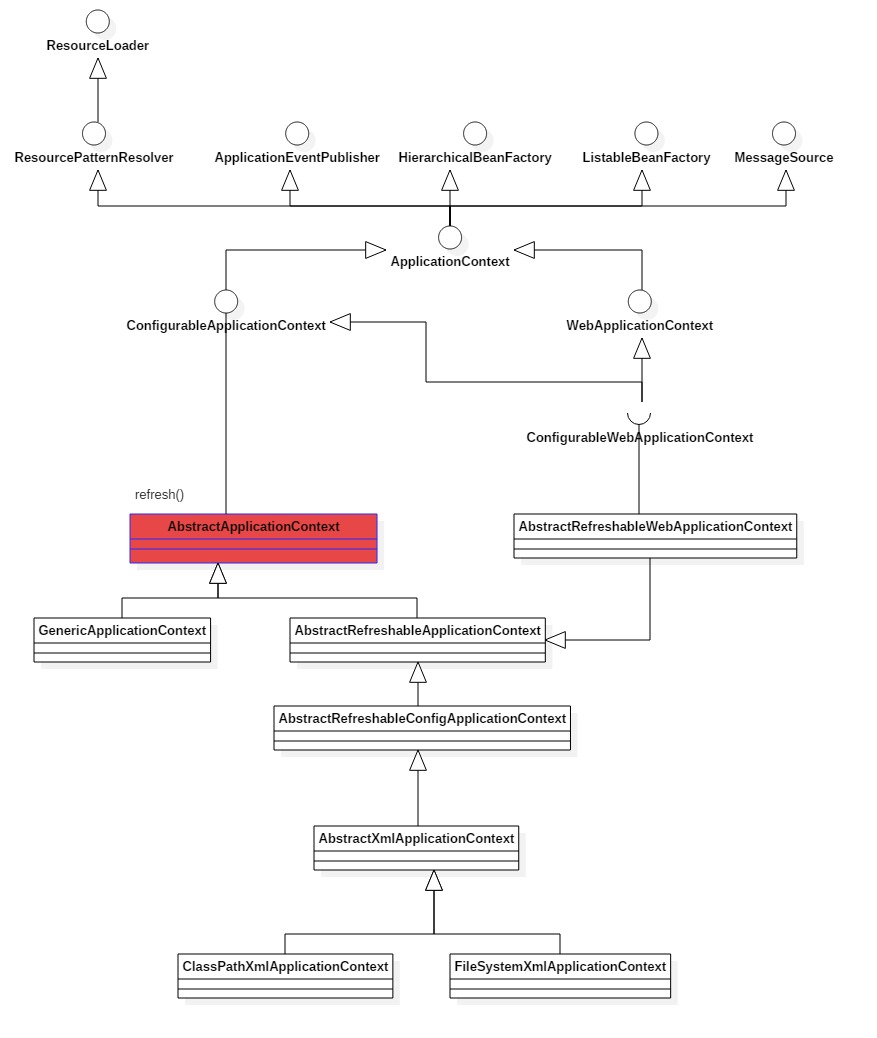 ResourceLoader
ResourcePatternResolver
ApplicationEventPublisher
HierarchicalBeanFactory
ListableBeanFactory
MessageSource
ApplicationContext
ConfigurableApplicationContext
WebApplicationContext
ConfigurableWebApplicationContext
refresh()
AbstractApplicationContext
AbstractRefreshableWebApplicationContext
GenericApplicationContext
AbstractRefreshableApplicationContext
AbstractRefreshableConfigApplicationContext
AbstractXmlApplicationContext
ClassPathXmlApplicationContext
FileSystemXmlApplicationContext